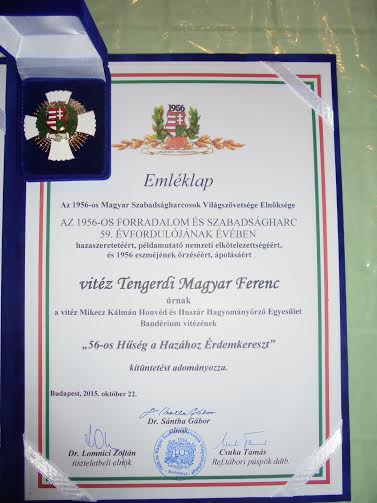 1956
Emléklap
Az 1956-os Magyar Szabadságharcosok Világszövetsége Elnöksége
AZ 1956-OS FORRADALOM ÉS SZABADSÁGHARC
59. ÉVFORDULÓJÁNAK ÉVÉBEN
hazaszeretetéért, példamutató nemzeti elkötelezettségéért,
és 1956 eszméjének őrzéséért, ápolásáért
vitéz Tengerdi Magyar Ferenc
úrnak
a vitéz Mikecz Kálmán Honvéd és Huszár Hagyományőrző Egyesület
Bandérium vitézének
„56-os Hűség a Hazához Érdemkereszt”
kitüntetést adományozza.
Budapest, 2015. október 22.
Dr. Sántha Gábor
Dr. Sántha Gábor
Elnök
Dr. Lomnici Zoltán
tiszteletbeli elnök
Csuka Tamás
Ref.tábori püspök ddtb.